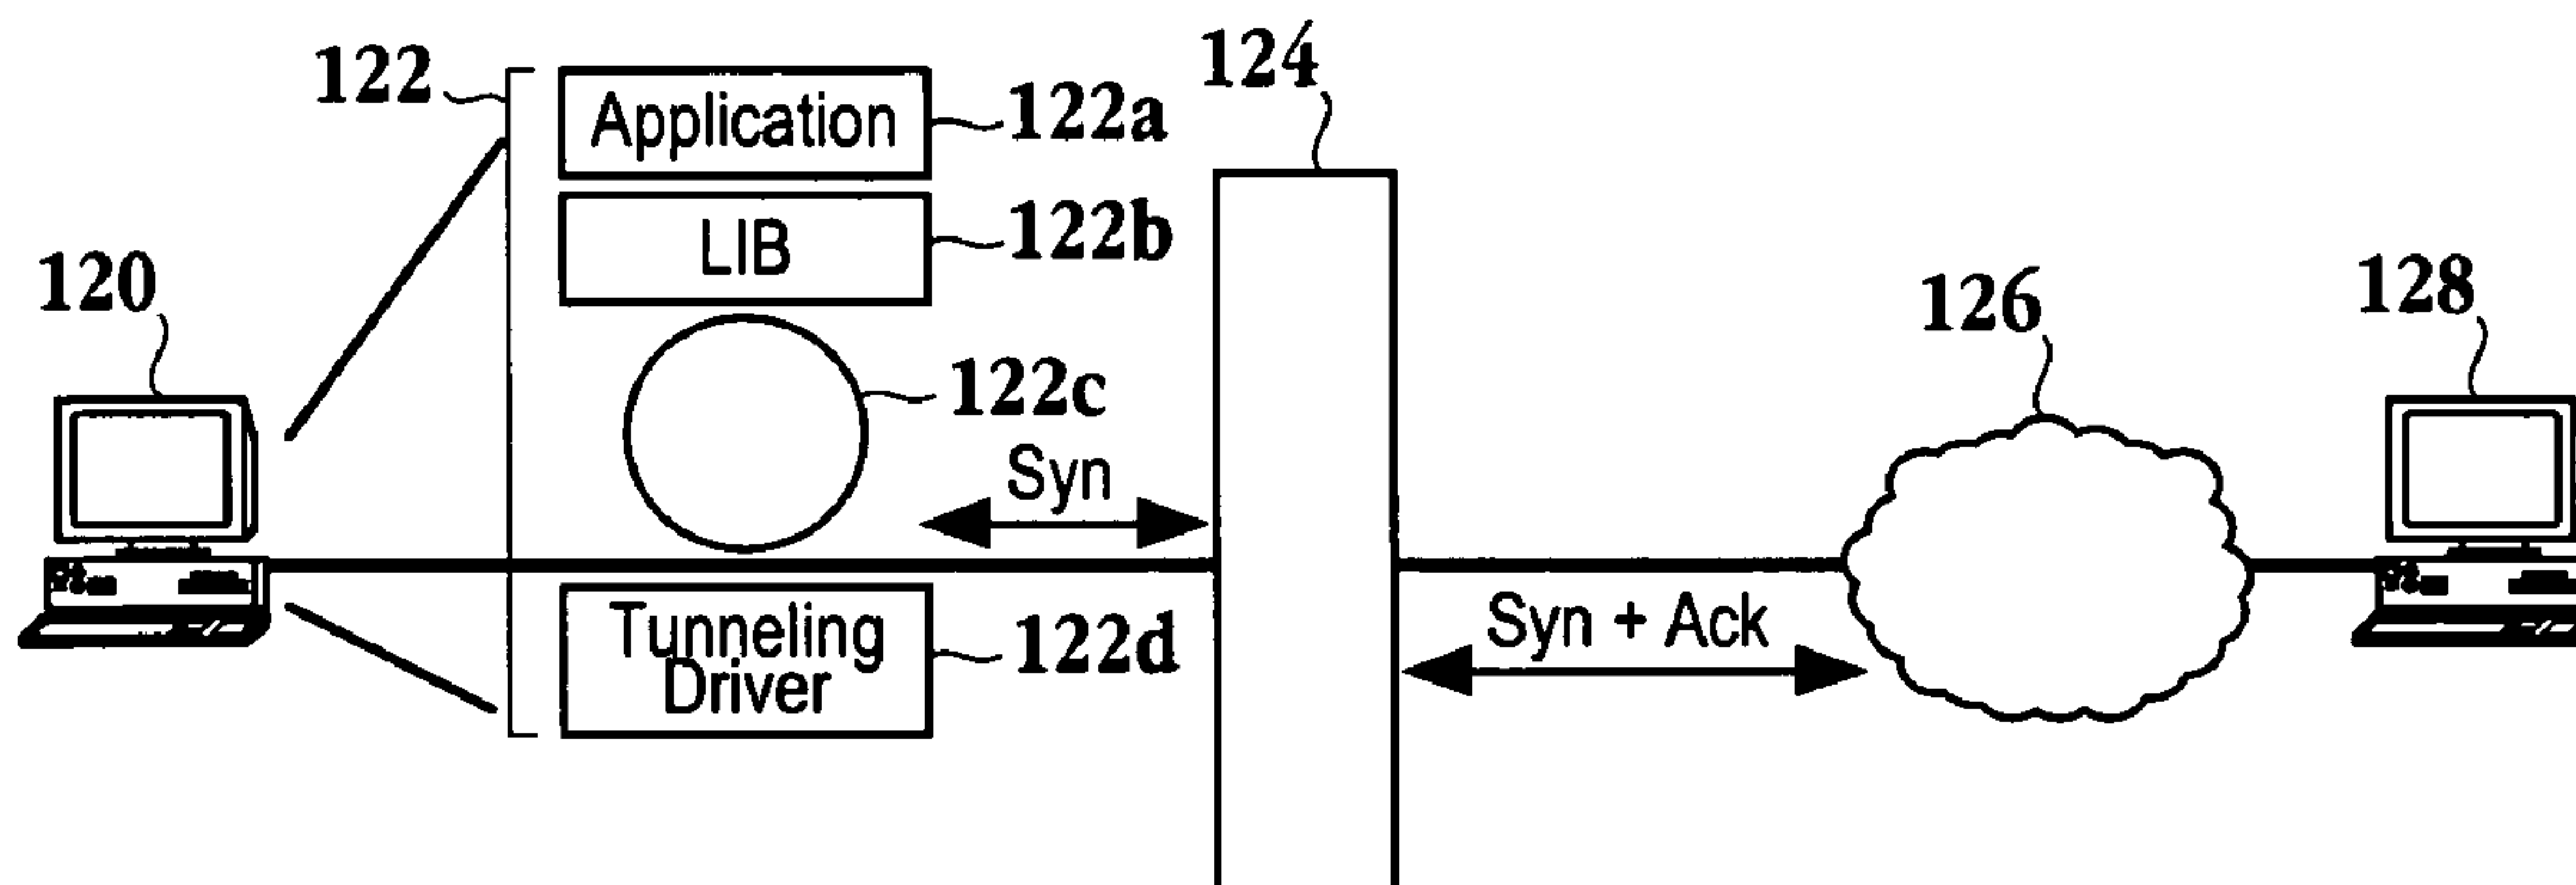 122
Application
122a
124
LIB
122b
120
126
128
122c
Syn
Tunneling
Driver
122d
Syn + Ack